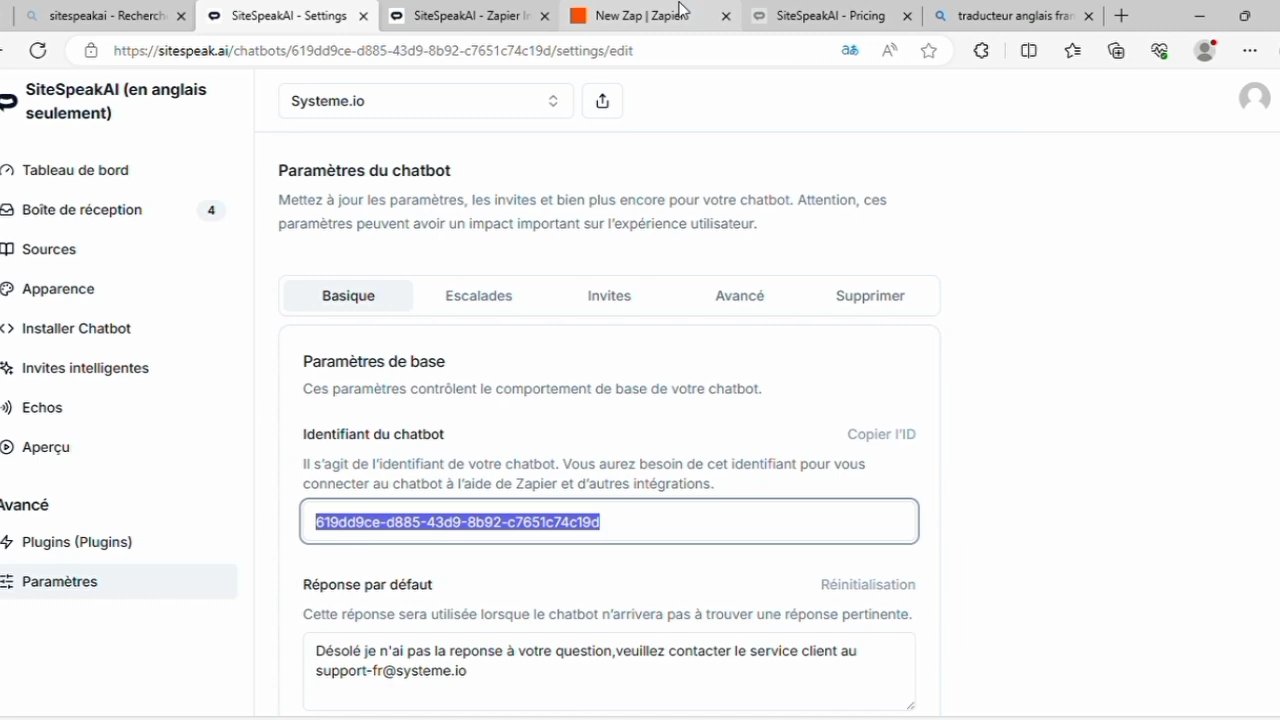 sitespeakai - Recherch
SiteSpeakAI - Settings
SiteSpeakAI - Zapier In
New Zap | Zapier
SiteSpeakAI - Pricing
traducteur anglais fran
https://sitespeak.ai/chatbots/619dd9ce-d885-43d9-8b92-c7651c74c19d/settings/edit
SiteSpeakAI (en anglais
seulement)
Systeme.io
Tableau de bord
Boîte de réception 4
Sources
Apparence
Installer Chatbot
Invites intelligentes
Echos
Aperçu
Avancé
Plugins (Plugins)
Paramètres
Paramètres du chatbot
Mettez à jour les paramètres, les invites et bien plus encore pour votre chatbot. Attention, ces
paramètres peuvent avoir un impact important sur l'expérience utilisateur.
Basique Escalades Invites Avancé Supprimer
Paramètres de base
Ces paramètres contrôlent le comportement de base de votre chatbot.
Identifiant du chatbot Copier l'ID
Il s'agit de l'identifiant de votre chatbot. Vous aurez besoin de cet identifiant pour vous
connecter au chatbot à l'aide de Zapier et d'autres intégrations.
619dd9ce-d885-43d9-8b92-c7651c74c19d
Réponse par défaut Réinitialisation
Cette réponse sera utilisée lorsque le chatbot n'arrivera pas à trouver une réponse pertinente.
Désolé je n'ai pas la reponse à votre question,veuillez contacter le service client au
support-fr@systeme.io